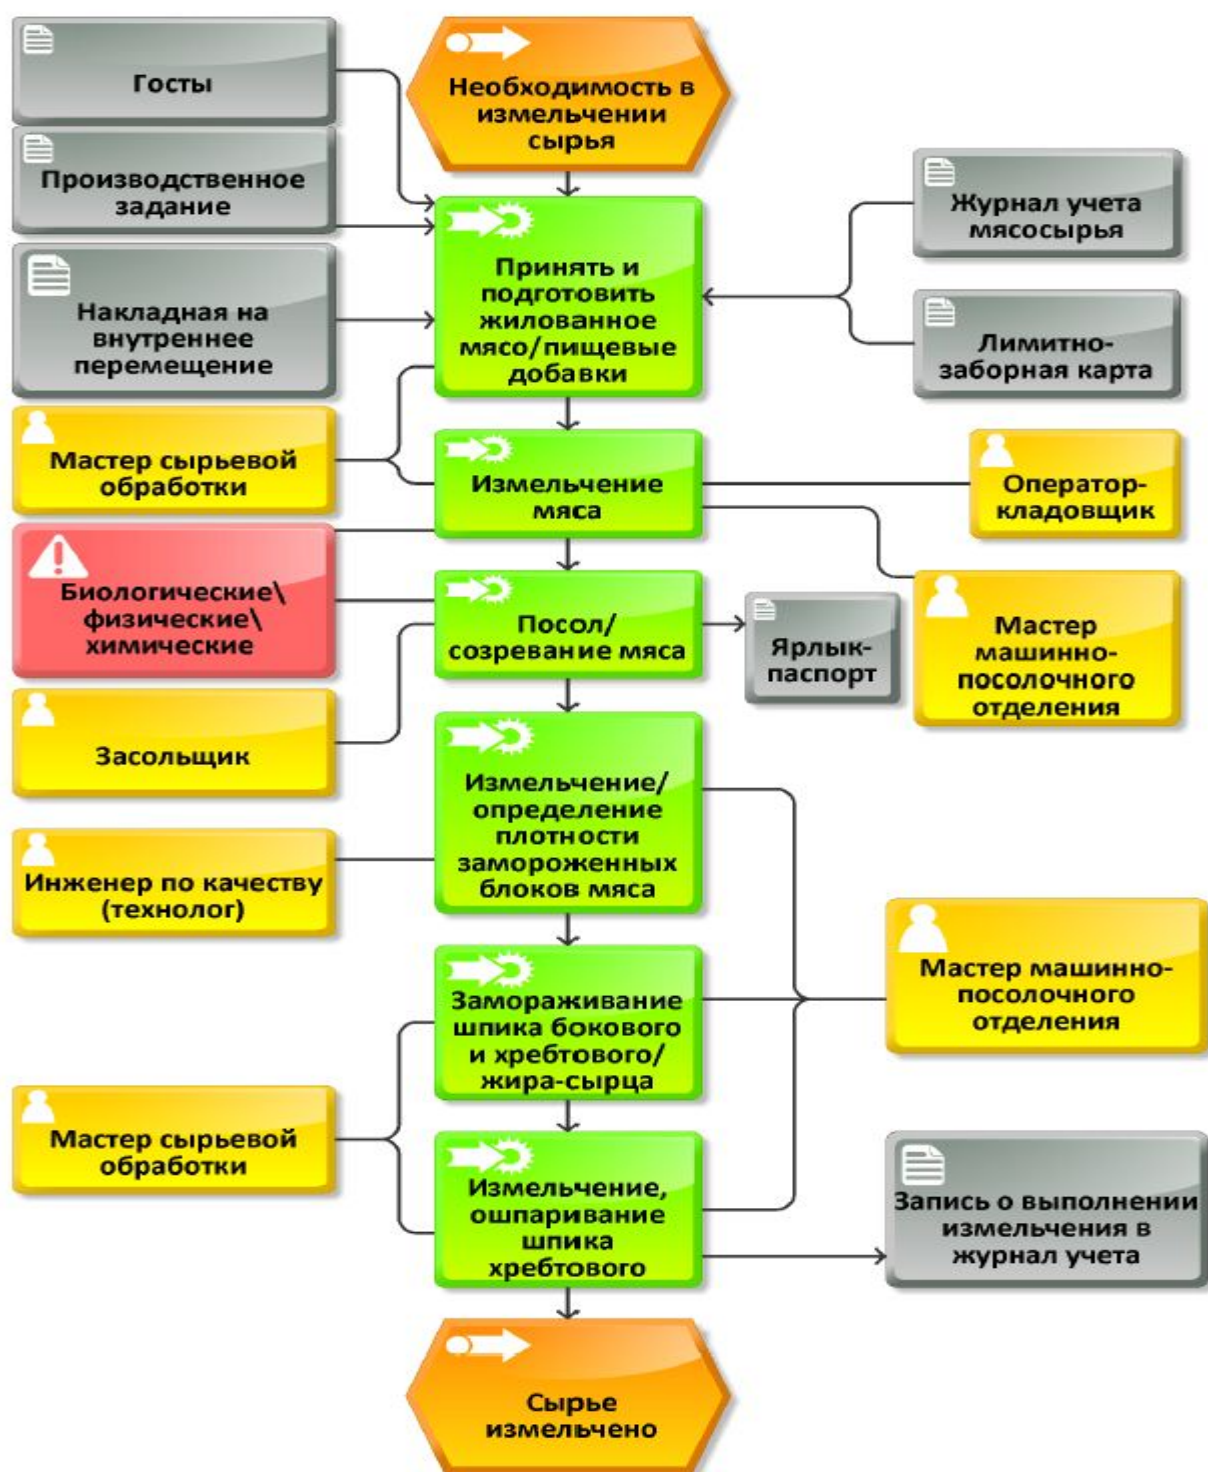 Госты
Необходимость в
измельчении
сырья
Производственное
задание
Журнал учета
мясосырья
Принять и
подготовить
жилованное
мясо/пищевые
добавки
Накладная на
внутреннее
перемещение
Лимитно-
заборная карта
Мастер сырьевой
обработки
Измельчение
мяса
Оператор-
кладовщик
Биологические\
физические\
химические
Посол/
созревание мяса
Ярлык-
паспорт
Мастер
машинно-
посолочного
отделения
Засольщик
Измельчение/
определение
плотности
замороженных
блоков мяса
Инженер по качеству
(технолог)
Замораживание
шпика бокового
и хребтового/
жира-сырца
Мастер машинно-
посолочного
отделения
Мастер сырьевой
обработки
Измельчение,
ошпаривание
шпика
хребтового
Запись о выполнении
измельчения в
журнал учета
Сырье
измельчено